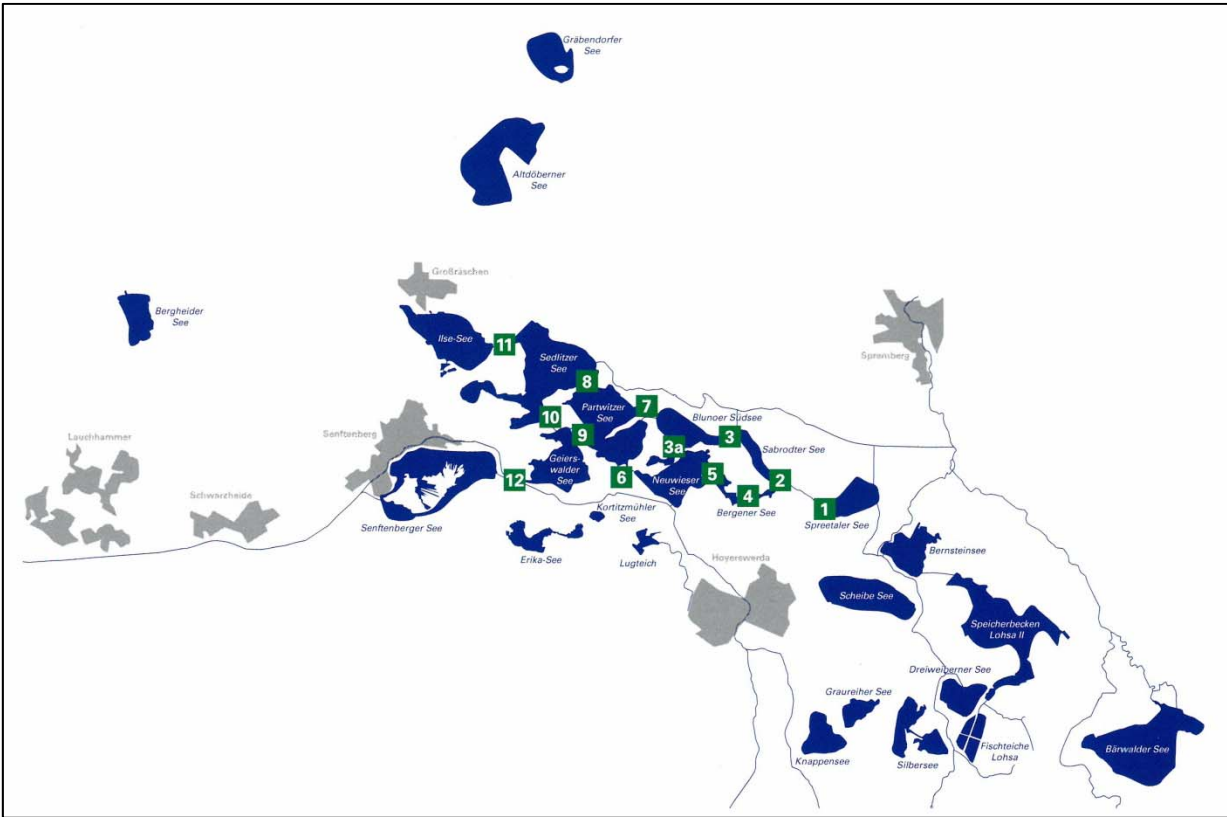 Gräbendorfer
See
Altdöberner
See
Großräschen
Bergheider
See
Ilse-See
11
Sedlitzer
See
Spremberg
8
7
Partwitzer
See
Blunoer Südsee
10
9
3
3a
Sabrodter See
Lauchhammer
Senftenberg
Geiers-
walder
See
12
6
Neuwieser
See
5
2
4
Bergener See
1
Spreetaler See
Schwarzheide
Senftenberger See
Kortitzmühler
See
Erika-See
Lugteich
Bernsteinsee
Hoyerswerda
Scheibe See
Speicherbecken
Lohsa II
Dreiweiberner See
Graureiher See
Knappensee
Silbersee
Fischteiche
Lohsa
Bärwalder See